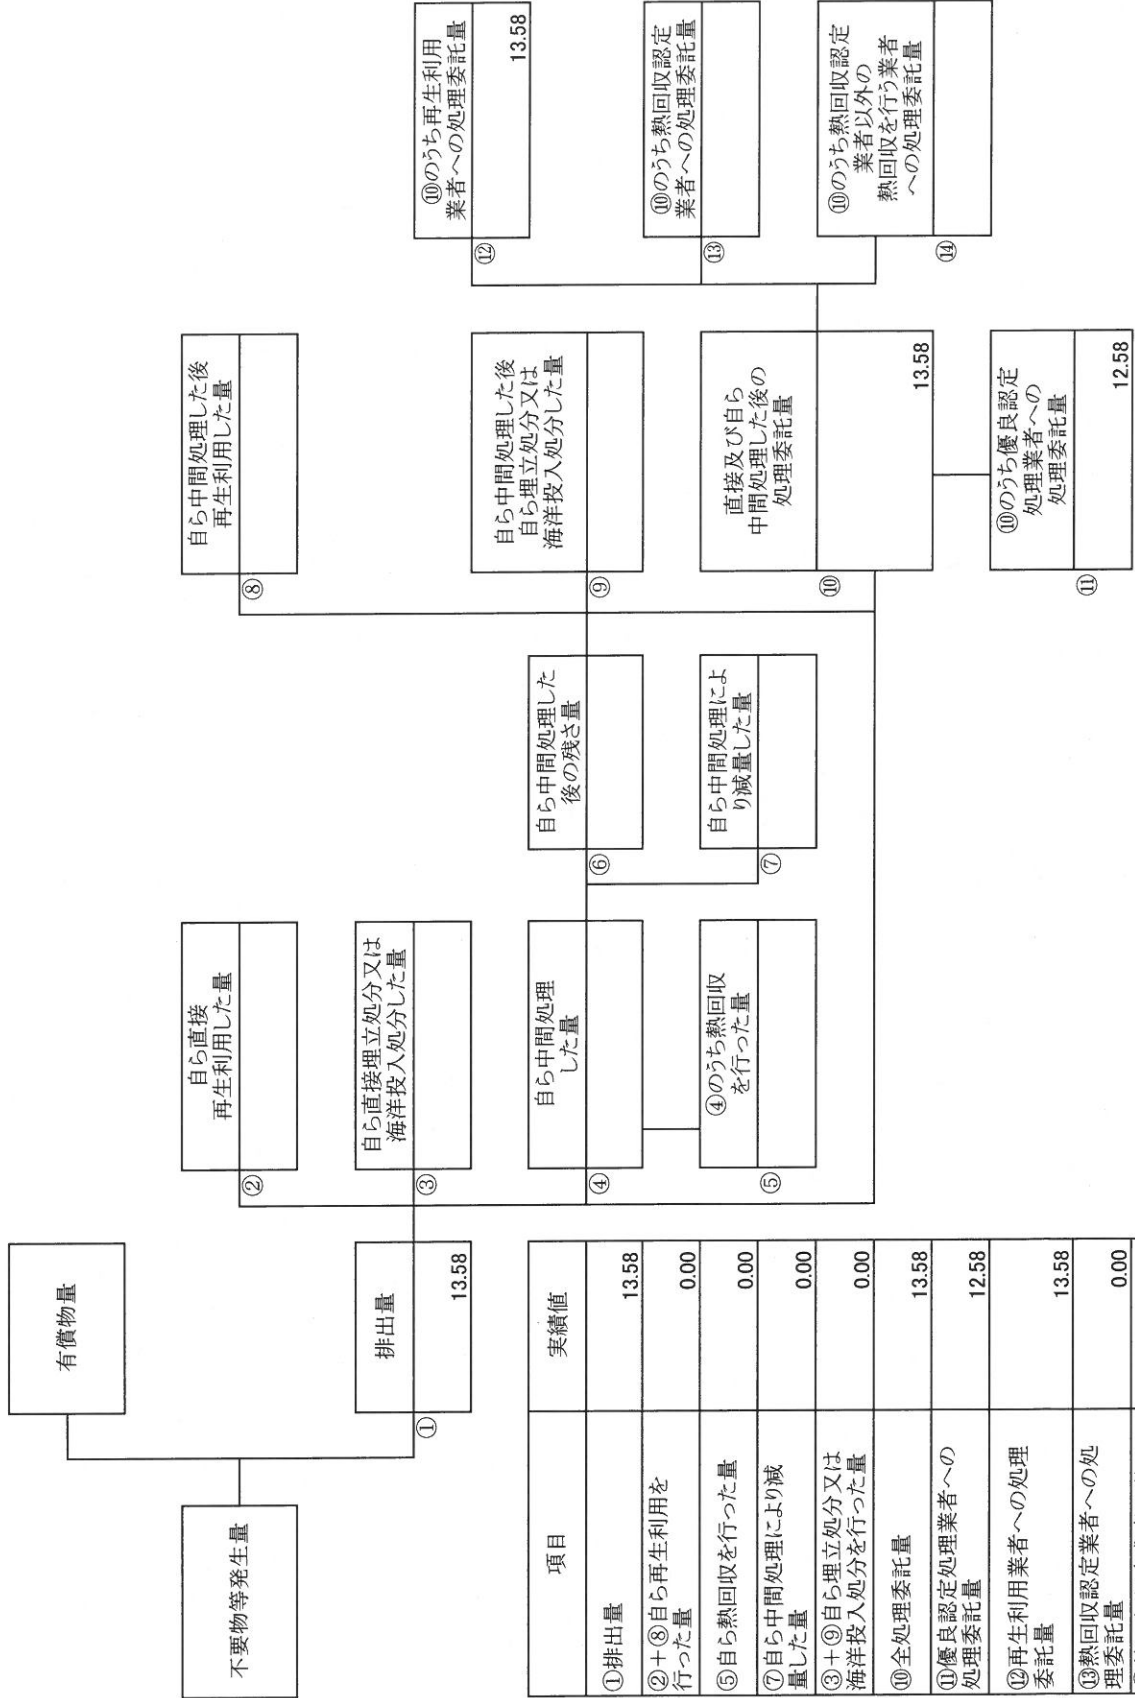 不要物等発生量
有償物量
①
排出量
13.58
②
自ら直接
再生利用した量
③
自ら直接埋立処分又は
海洋投入処分した量
④
自ら中間処理
した量
⑤
④のうち熱回収
を行った量
⑥
自ら中間処理した
後の残さ量
⑦
自ら中間処理によ
り減量した量
⑧
自ら中間処理した後
再生利用した量
⑨
自ら中間処理した後
自ら埋立処分又は
海洋投入処分した量
⑩
直接及び自ら
中間処理した後の
処理委託量
13.58
⑪
⑩のうち優良認定
処理業者への
処理委託量
12.58
⑫
⑩のうち再生利用
業者への処理委託量
13.58
⑬
⑩のうち熱回収認定
業者への処理委託量
⑭
⑩のうち熱回収認定
業者以外の
熱回収を行う業者
への処理委託量
項目 実績値
①排出量 13.58
②+⑧自ら再生利用を
行った量 0.00
⑤自ら熱回収を行った量 0.00
⑦自ら中間処理により減
量した量 0.00
③+⑨自ら埋立処分又は
海洋投入処分を行った量 0.00
⑩全処理委託量 13.58
⑪優良認定処理業者への
処理委託量 12.58
⑫再生利用業者への処理
委託量 13.58
⑬熱回収認定業者への処
理委託量 0.00